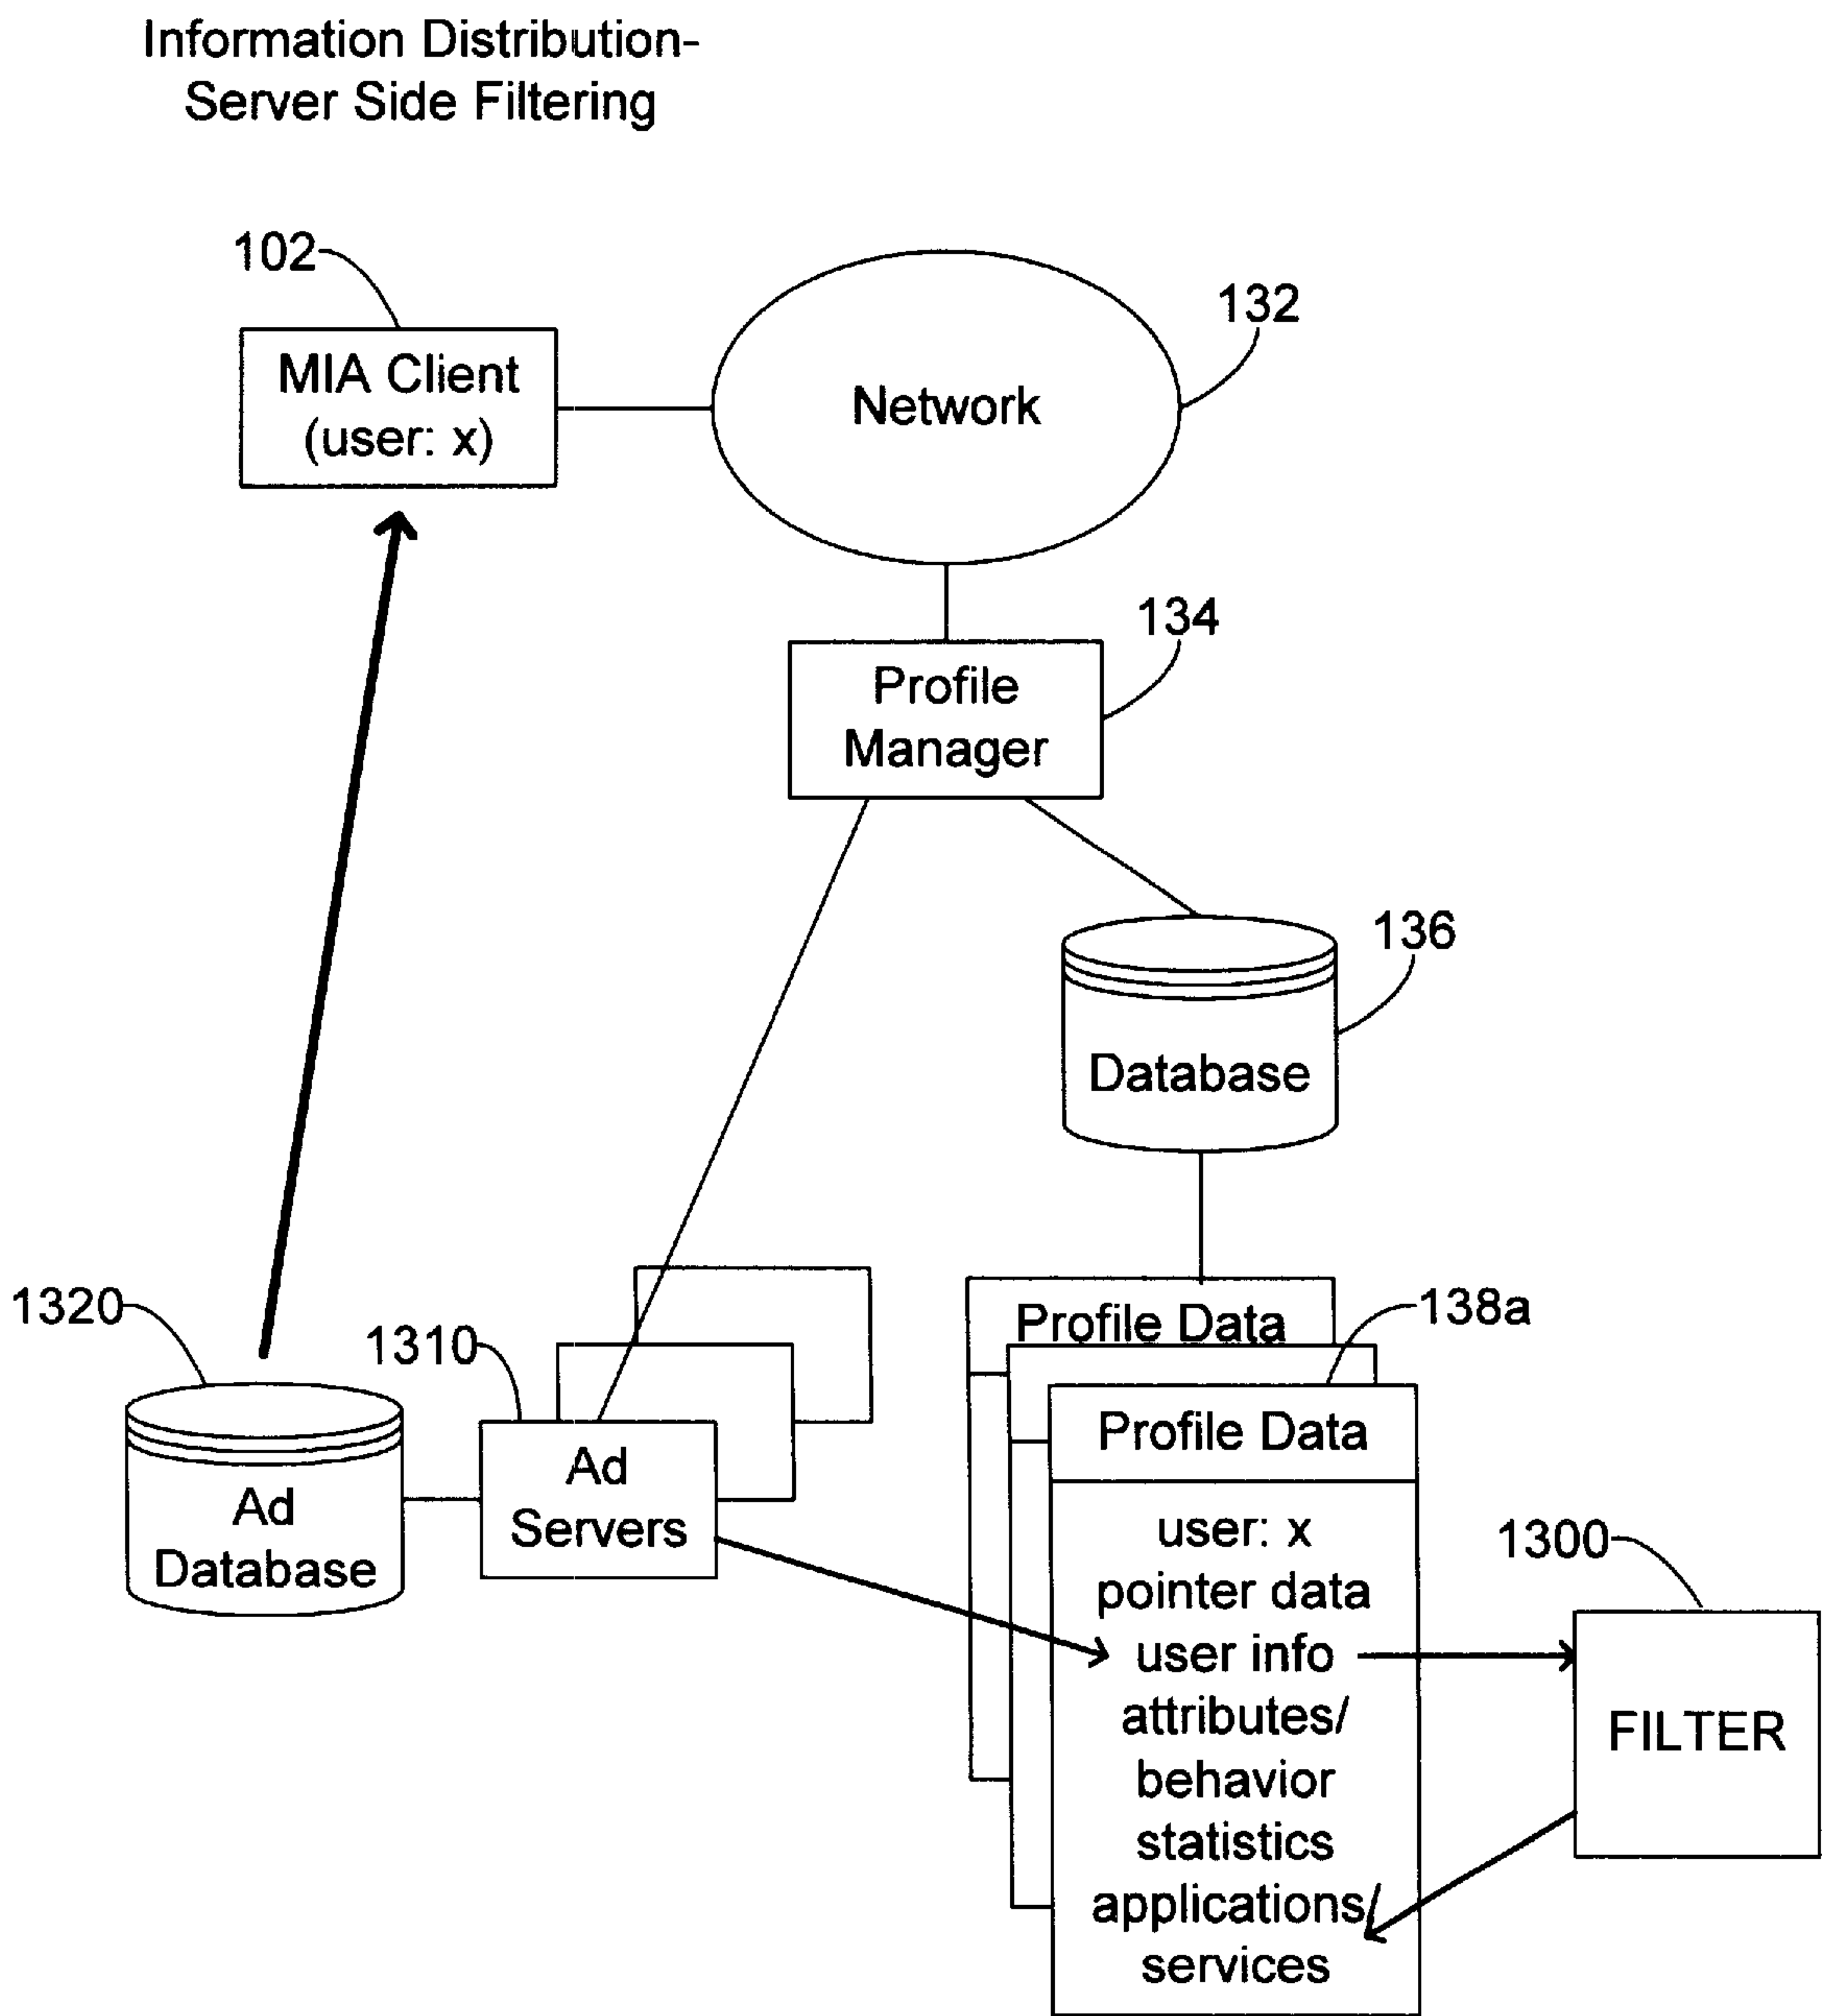 Information Distribution-
Server Side Filtering
102
MIA Client
(user: x)
Network
132
134
Profile
Manager
136
Database
1320
1310
Ad
Database
Ad
Servers
Profile Data
138a
Profile Data
user: x
pointer data
user info
attributes/
behavior
statistics
applications/
services
1300
FILTER